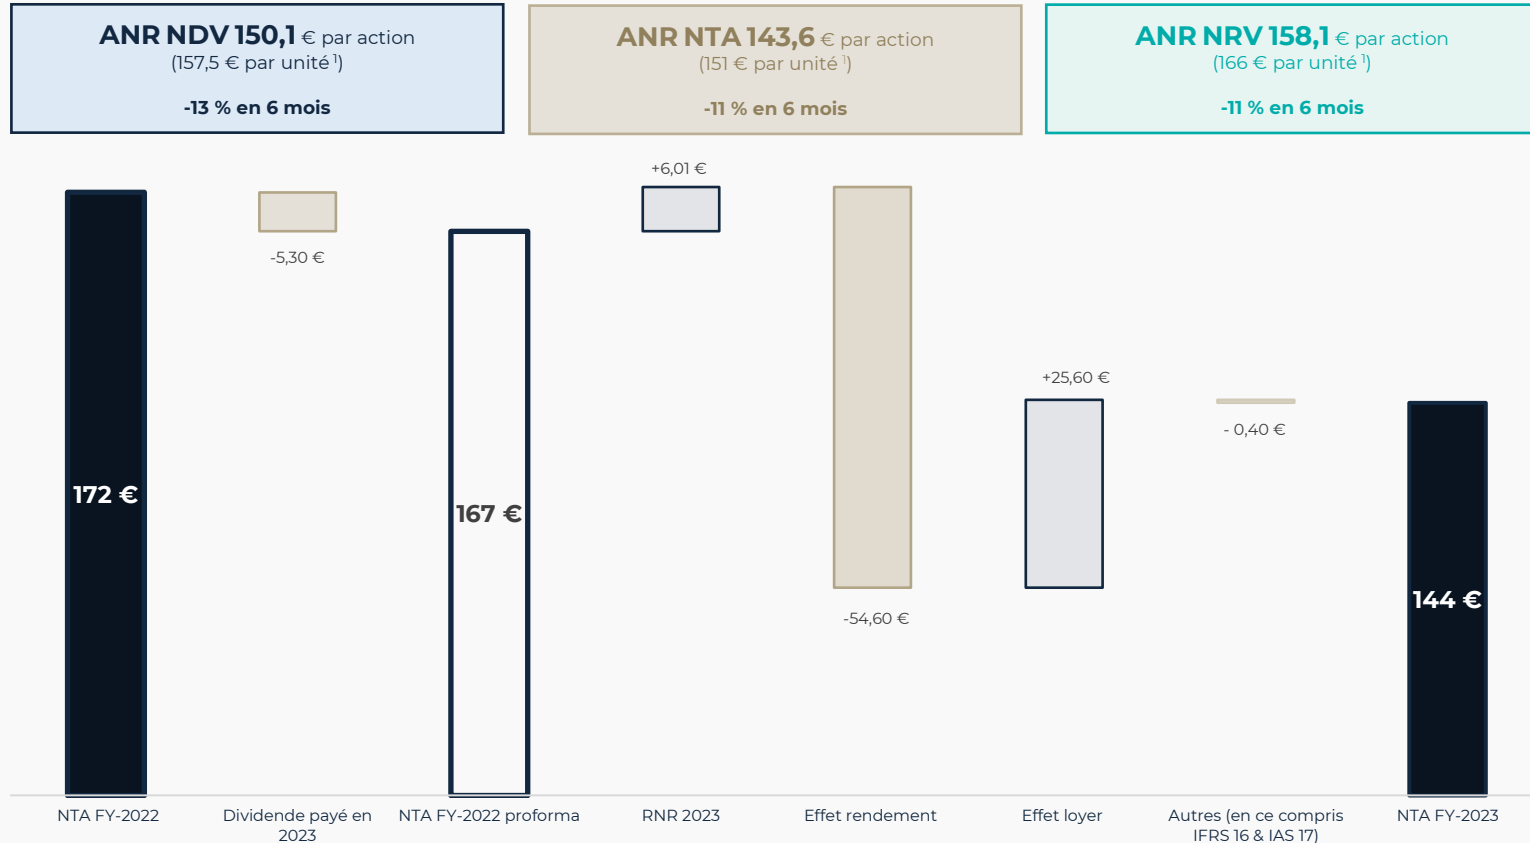 ANR NDV 150,1 € par action
(157,5 € par unité ¹)
-13 % en 6 mois
ANR NTA 143,6 € par action
(151 € par unité ¹)
-11 % en 6 mois
ANR NRV 158,1 € par action
(166 € par unité ¹)
-11 % en 6 mois
+6,01 €
-5,30 €
+25,60 €
- 0,40 €
172 €
167 €
144 €
-54,60 €
NTA FY-2022
Dividende payé en
2023
NTA FY-2022 proforma
RNR 2023
Effet rendement
Effet loyer
Autres (en ce compris
IFRS 16 & IAS 17)
NTA FY-2023